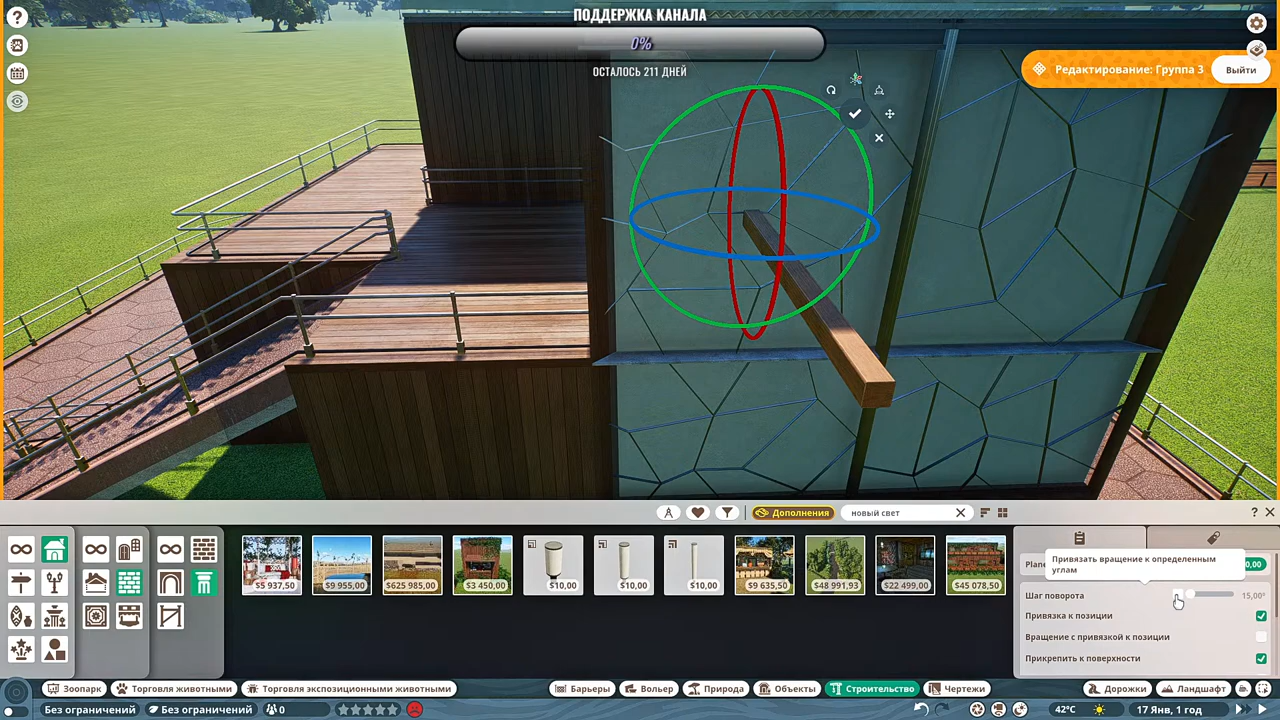 ПОДДЕРЖКА КАНАЛА
0%
ОСТАЛОСЬ 211 ДНЕЙ
Редактирование: Группа 3
Выйти
Дополнения
новый свет
$5 937,50
$9 955,00
$625 985,00
$3 450,00
$10,00
$10,00
$10,00
$9 635,50
$48 991,93
$22 499,00
$45 078,50
Привязать вращение к определенным
углам
Шаг поворота
15,00°
Привязка к позиции
Вращение с привязкой к позиции
Прикрепить к поверхности
Зоопарк
Торговля животными
Торговля экспозиционными животными
Барьеры
Вольер
Природа
Объекты
Строительство
Чертежи
Дорожки
Ландшафт
Без ограничений
Без ограничений
0
42°C
17 Янв, 1 год